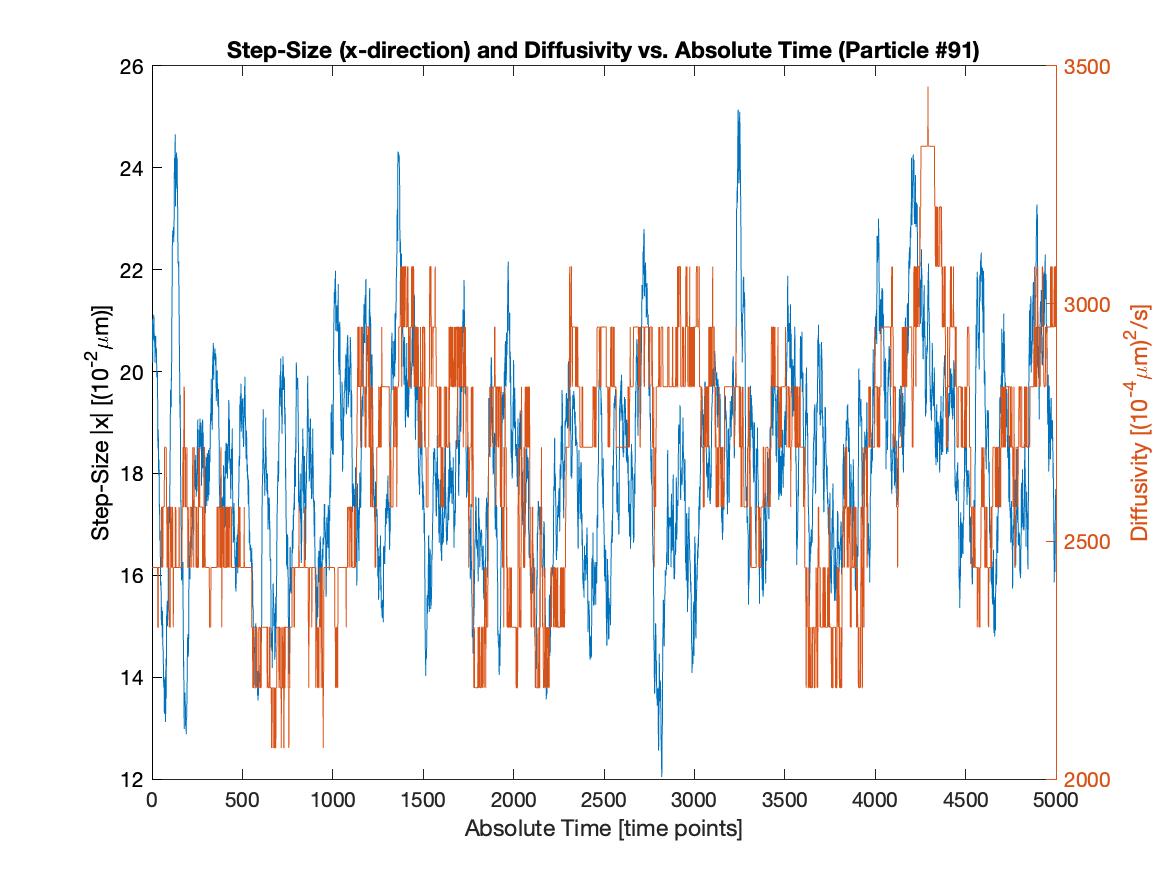 Step-Size (x-direction) and Diffusivity vs. Absolute Time (Particle #91)
26
24
22
20
18
16
14
12
Step-Size |x| [(10⁻² μm)]
3500
3000
2500
2000
Diffusivity [(10⁻⁴ μm)²/s]
0 500 1000 1500 2000 2500 3000 3500 4000 4500 5000
Absolute Time [time points]